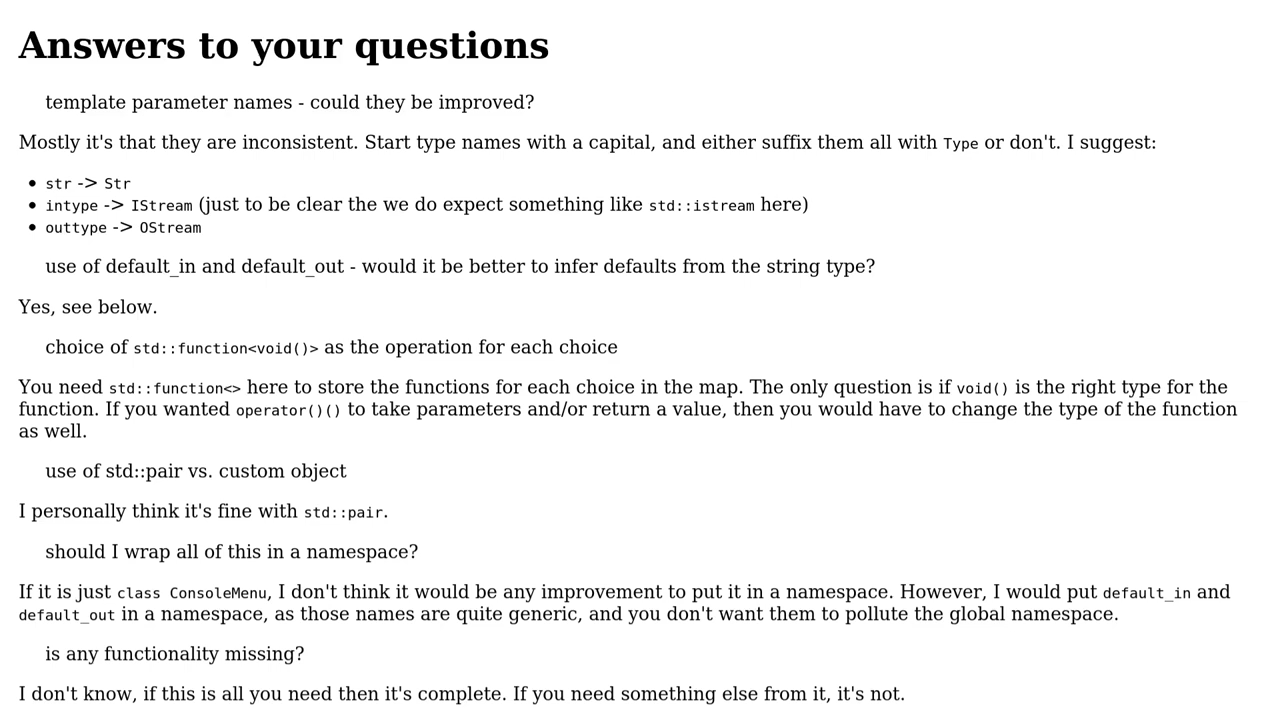 Answers to your questions
template parameter names - could they be improved?
Mostly it's that they are inconsistent. Start type names with a capital, and either suffix them all with Type or don't. I suggest:
• str -> Str
• intype -> IStream (just to be clear the we do expect something like std::istream here)
• outtype -> OStream
use of default_in and default_out - would it be better to infer defaults from the string type?
Yes, see below.
choice of std::function<void()> as the operation for each choice
You need std::function<> here to store the functions for each choice in the map. The only question is if void() is the right type for the
function. If you wanted operator()() to take parameters and/or return a value, then you would have to change the type of the function
as well.
use of std::pair vs. custom object
I personally think it's fine with std::pair.
should I wrap all of this in a namespace?
If it is just class ConsoleMenu, I don't think it would be any improvement to put it in a namespace. However, I would put default_in and
default_out in a namespace, as those names are quite generic, and you don't want them to pollute the global namespace.
is any functionality missing?
I don't know, if this is all you need then it's complete. If you need something else from it, it's not.